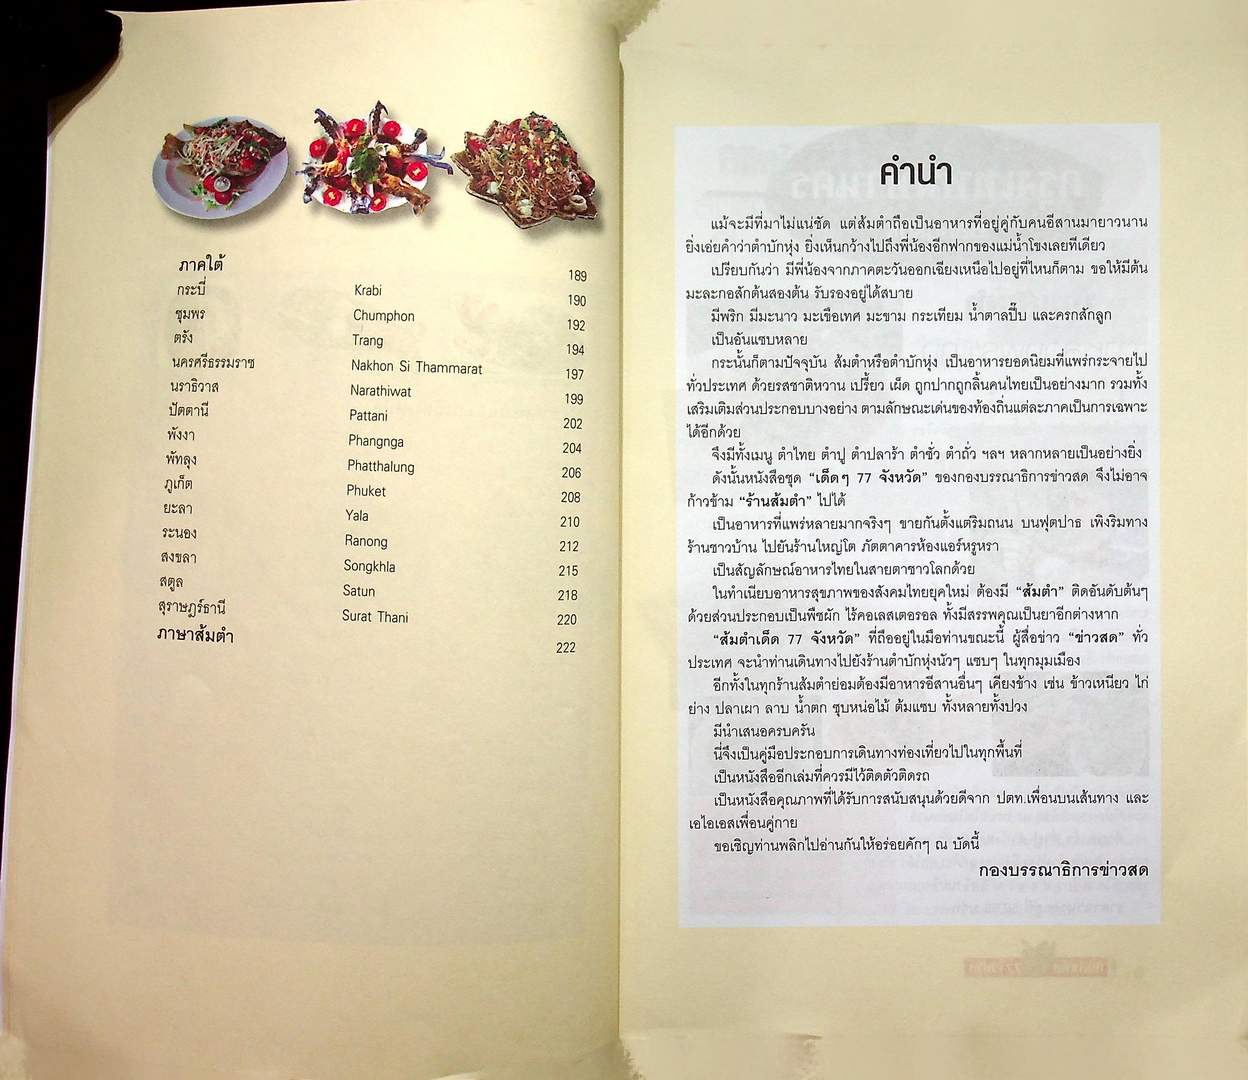 ภาคใต้ 189
กระบี่ Krabi 190
ชุมพร Chumphon 192
ตรัง Trang 194
นครศรีธรรมราช Nakhon Si Thammarat 197
นราธิวาส Narathiwat 199
ปัตตานี Pattani 202
พังงา Phangnga 204
พัทลุง Phatthalung 206
ภูเก็ต Phuket 208
ยะลา Yala 210
ระนอง Ranong 212
สงขลา Songkhla 215
สตูล Satun 218
สุราษฎร์ธานี Surat Thani 220
ภาษาส้มตำ 222
คำนำ
แม้จะมีที่มาไม่แน่ชัด แต่ส้มตำถือเป็นอาหารที่อยู่คู่กับคนอีสานมายาวนาน
ยิ่งเอ่ยคำว่าตำบักหุ่ง ยิ่งเห็นกว้างไปถึงพี่น้องอีกฟากของแม่น้ำโขงเลยทีเดียว
เปรียบกันว่า มีพี่น้องจากภาคตะวันออกเฉียงเหนือไปอยู่ที่ไหนก็ตาม ขอให้มีต้น
มะละกอสักต้นสองต้น รับรองอยู่ได้สบาย
มีพริก มีมะนาว มะเขือเทศ มะขาม กระเทียม น้ำตาลปี๊บ และครกสักลูก
เป็นอันแซบหลาย
กระนั้นก็ตามปัจจุบัน ส้มตำหรือตำบักหุ่ง เป็นอาหารยอดนิยมที่แพร่กระจายไป
ทั่วประเทศ ด้วยรสชาติหวาน เปรี้ยว เผ็ด ถูกปากถูกลิ้นคนไทยเป็นอย่างมาก รวมทั้ง
เสริมเติมส่วนประกอบบางอย่าง ตามลักษณะเด่นของท้องถิ่นแต่ละภาคเป็นการเฉพาะ
ได้อีกด้วย
จึงมีทั้งเมนู ตำไทย ตำปู ตำปลาร้า ตำซั่ว ตำถั่ว ฯลฯ หลากหลายเป็นอย่างยิ่ง
ดังนั้นหนังสือชุด “เด็ดๆ 77 จังหวัด” ของกองบรรณาธิการข่าวสด จึงไม่อาจ
ก้าวข้าม “ร้านส้มตำ” ไปได้
เป็นอาหารที่แพร่หลายมากจริงๆ ขายกันตั้งแต่ริมถนน บนฟุตปาธ เพิงริมทาง
ร้านชาวบ้าน ไปยันร้านใหญ่โต ภัตตาคารห้องแอร์หรูหรา
เป็นสัญลักษณ์อาหารไทยในสายตาชาวโลกด้วย
ในทำเนียบอาหารสุขภาพของสังคมไทยยุคใหม่ ต้องมี “ส้มตำ” ติดอันดับต้นๆ
ด้วยส่วนประกอบเป็นพืชผัก ไร้คอเลสเตอรอล ทั้งมีสรรพคุณเป็นยาอีกต่างหาก
“ส้มตำเด็ด 77 จังหวัด” ที่ถืออยู่ในมือท่านขณะนี้ ผู้สื่อข่าว “ข่าวสด” ทั่ว
ประเทศ จะนำท่านเดินทางไปยังร้านตำบักหุ่งนัวๆ แซบๆ ในทุกมุมเมือง
อีกทั้งในทุกร้านส้มตำย่อมต้องมีอาหารอีสานอื่นๆ เคียงข้าง เช่น ข้าวเหนียว ไก่
ย่าง ปลาเผา ลาบ น้ำตก ซุบหน่อไม้ ต้มแซบ ทั้งหลายทั้งปวง
มีนำเสนอครบครัน
นี่จึงเป็นคู่มือประกอบการเดินทางท่องเที่ยวไปในทุกพื้นที่
เป็นหนังสืออีกเล่มที่ควรมีไว้ติดตัวติดรถ
เป็นหนังสือคุณภาพที่ได้รับการสนับสนุนด้วยดีจาก ปตท.เพื่อนบนเส้นทาง และ
เอไอเอสเพื่อนคู่กาย
ขอเชิญท่านพลิกไปอ่านกันให้อร่อยคักๆ ณ บัดนี้
กองบรรณาธิการข่าวสด